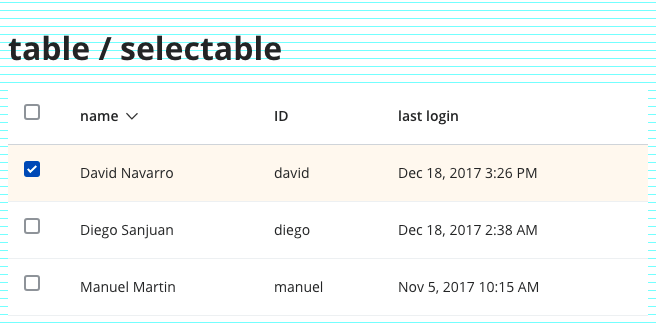 table / selectable
name ID last login
David Navarro david Dec 18, 2017 3:26 PM
Diego Sanjuan diego Dec 18, 2017 2:38 AM
Manuel Martin manuel Nov 5, 2017 10:15 AM